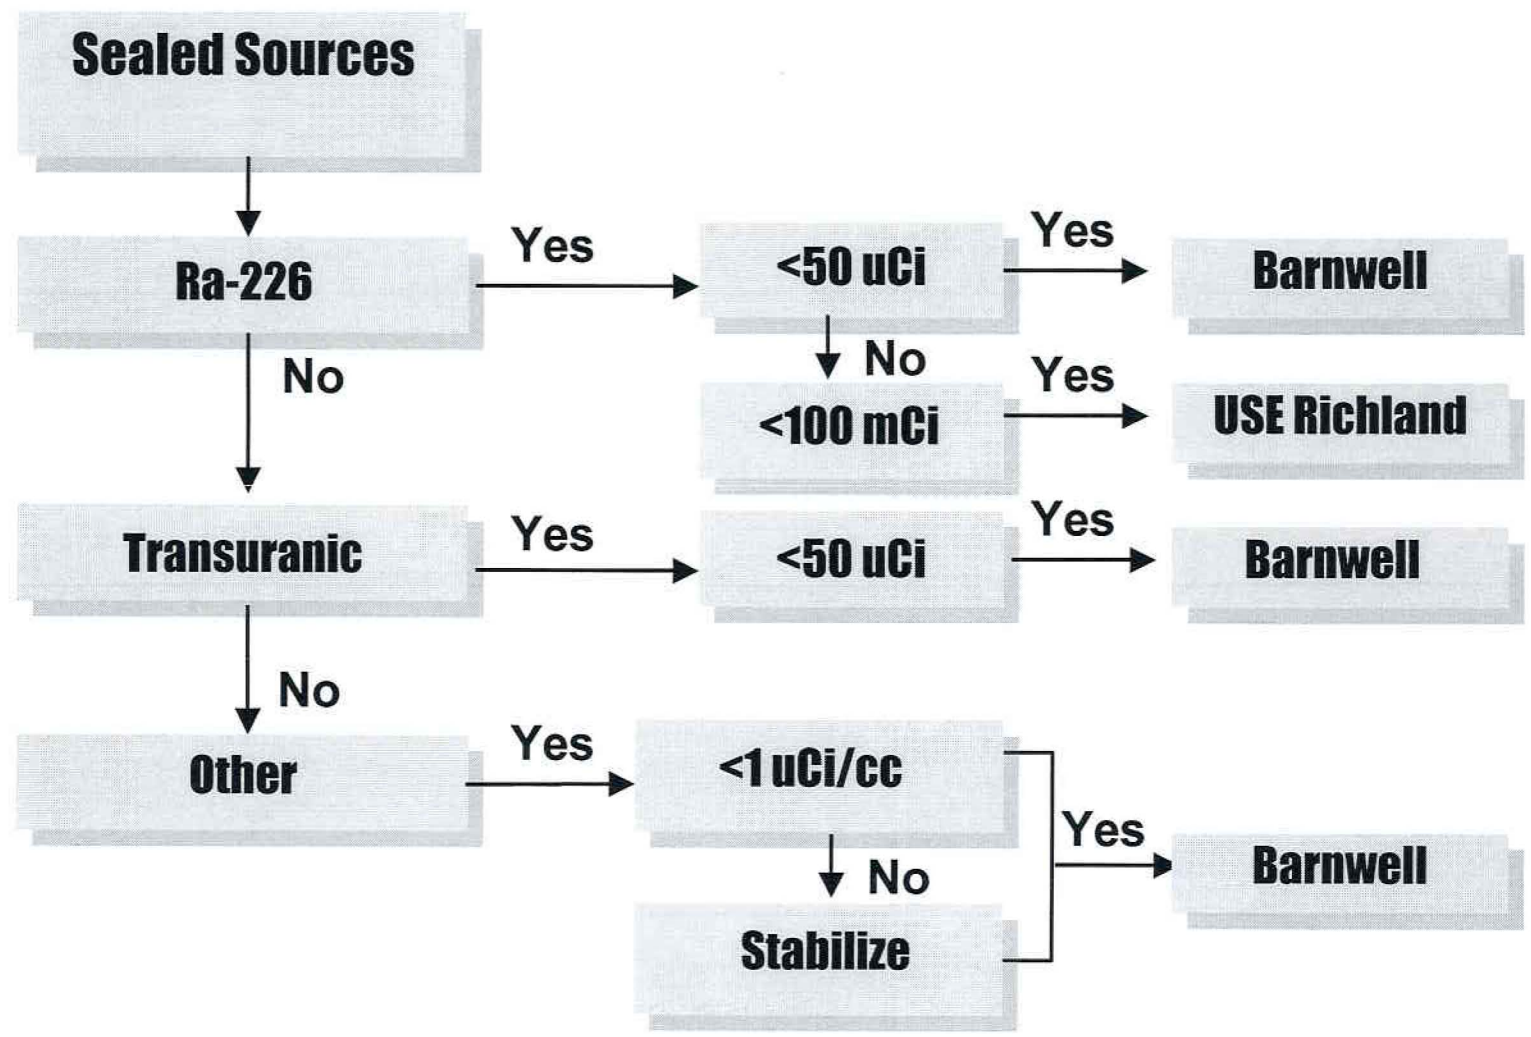 Sealed Sources
Ra-226
Yes
<50 uCi
Yes
Barnwell
No
No
<100 mCi
Yes
USE Richland
Transuranic
Yes
<50 uCi
Yes
Barnwell
No
Other
Yes
<1 uCi/cc
Yes
Barnwell
No
Stabilize